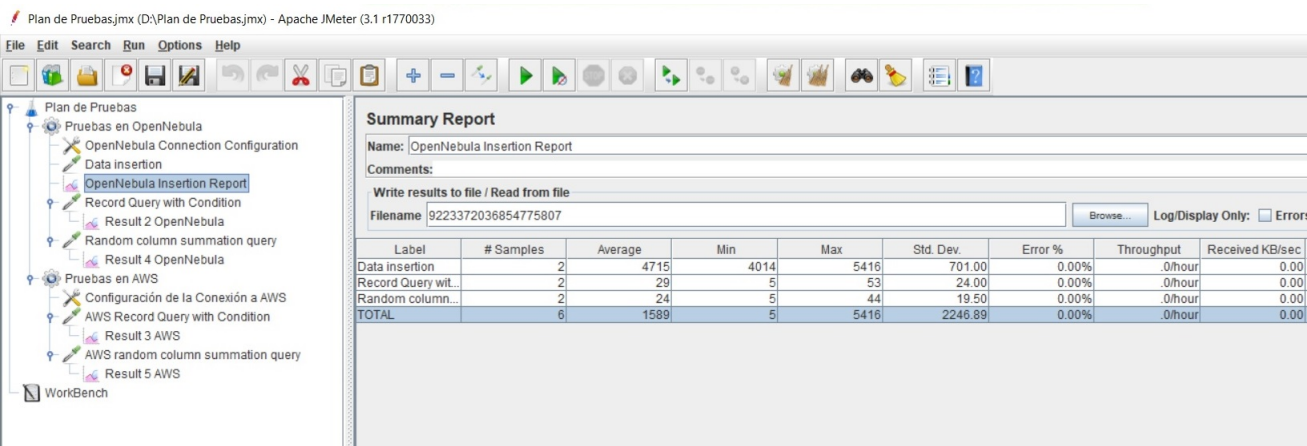 Plan de Pruebas.jmx (D:\Plan de Pruebas.jmx) - Apache JMeter (3.1 r1770033)
File Edit Search Run Options Help
Plan de Pruebas
Pruebas en OpenNebula
OpenNebula Connection Configuration
Data insertion
OpenNebula Insertion Report
Record Query with Condition
Result 2 OpenNebula
Random column summation query
Result 4 OpenNebula
Pruebas en AWS
Configuración de la Conexión a AWS
AWS Record Query with Condition
Result 3 AWS
AWS random column summation query
Result 5 AWS
WorkBench
Summary Report
Name: OpenNebula Insertion Report
Comments:
Write results to file / Read from file
Filename 9223372036854775807 Browse... Log/Display Only: Errors
Label # Samples Average Min Max Std. Dev. Error % Throughput Received KB/sec
Data insertion 2 4715 4014 5416 701.00 0.00% .0/hour 0.00
Record Query wit... 2 29 5 53 24.00 0.00% .0/hour 0.00
Random column... 2 24 5 44 19.50 0.00% .0/hour 0.00
TOTAL 6 1589 5 5416 2246.89 0.00% .0/hour 0.00